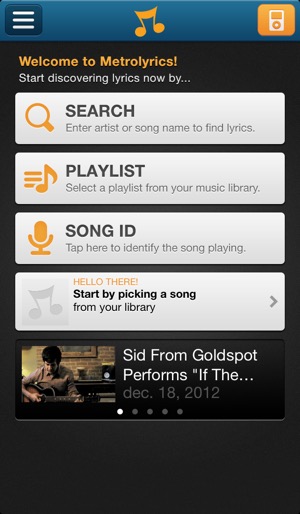 Welcome to Metrolyrics!
Start discovering lyrics now by...
SEARCH
Enter artist or song name to find lyrics.
PLAYLIST
Select a playlist from your music library.
SONG ID
Tap here to identify the song playing.
HELLO THERE!
Start by picking a song
from your library
Sid From Goldspot
Performs "If The...
dec. 18, 2012